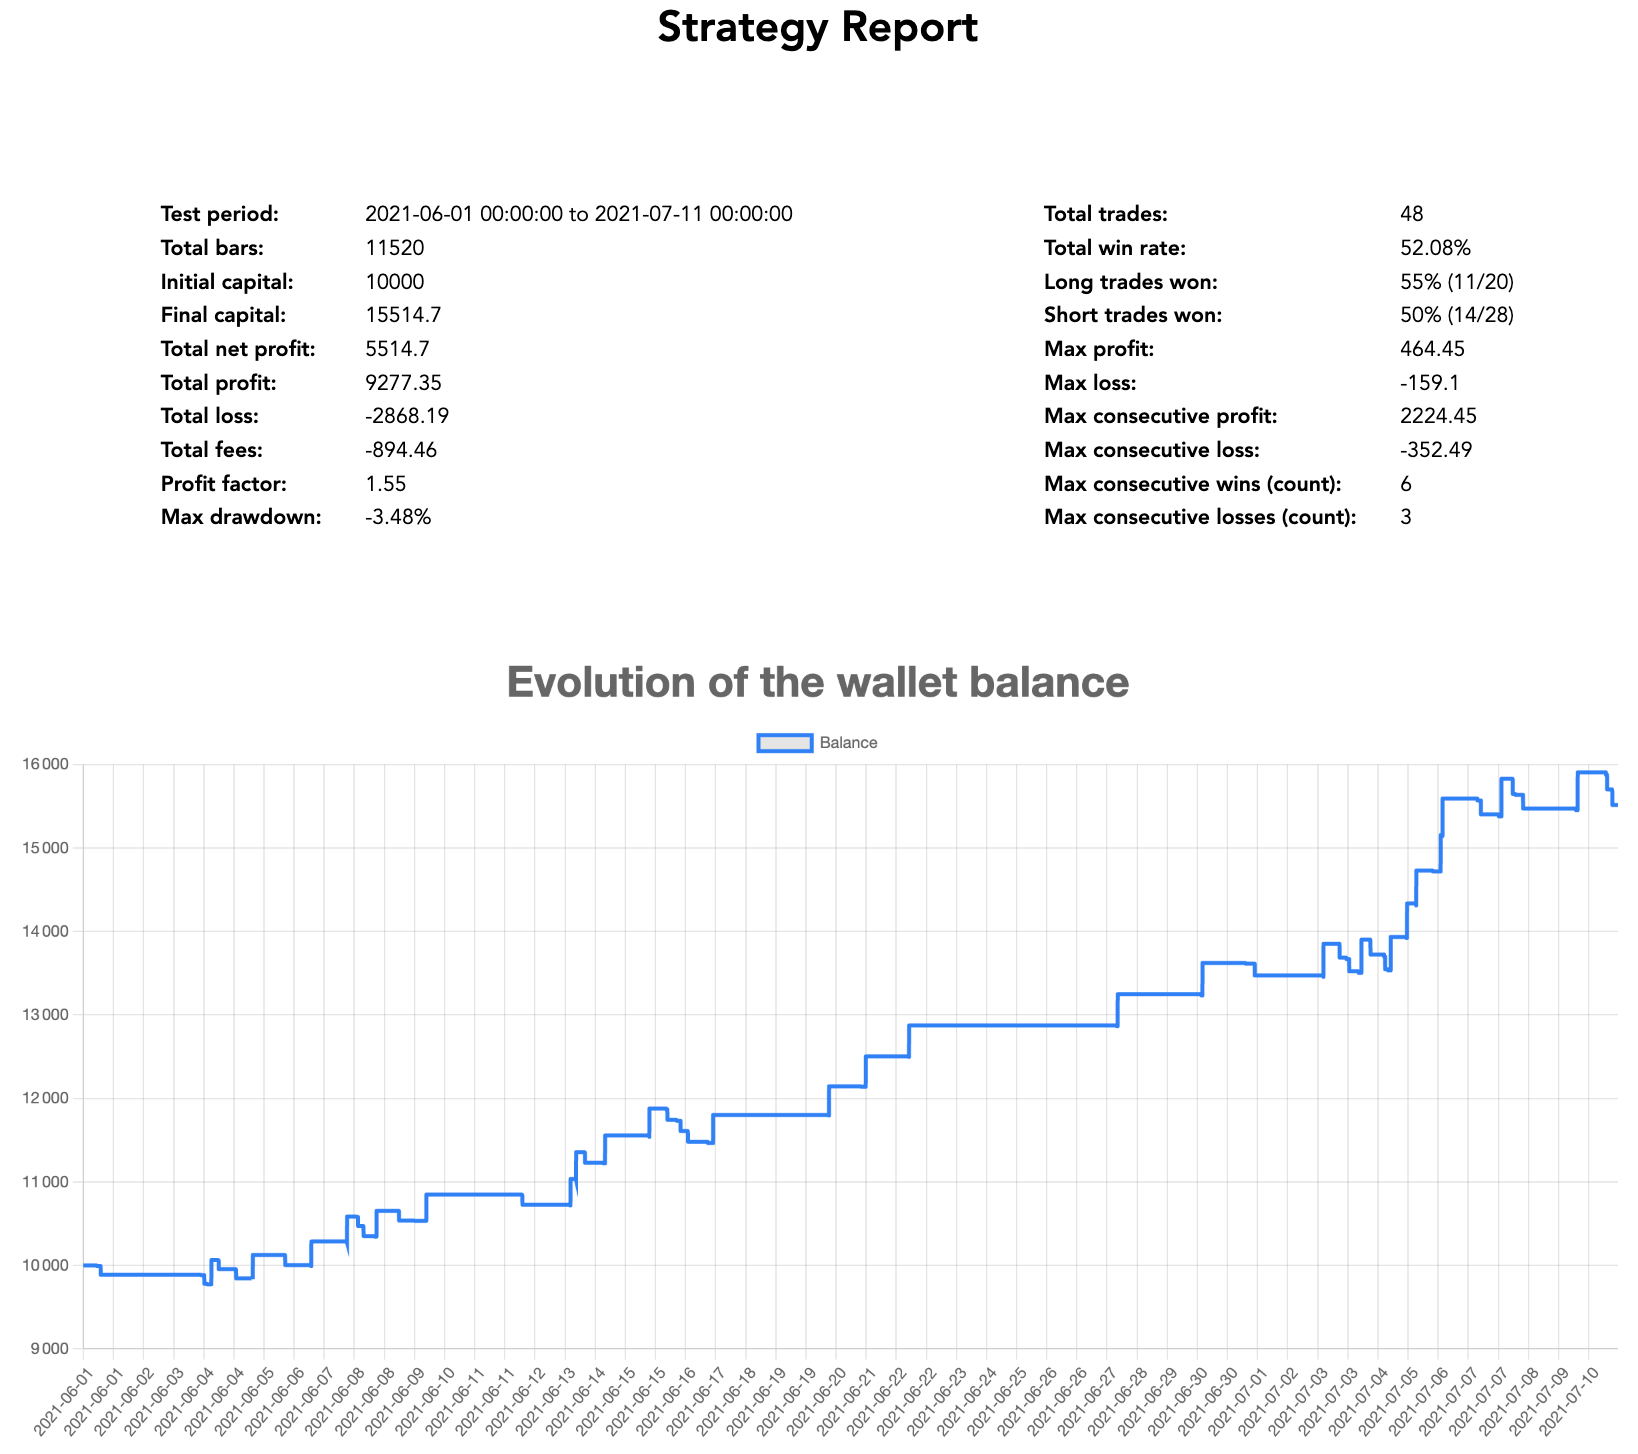 Strategy Report
Test period: 2021-06-01 00:00:00 to 2021-07-11 00:00:00
Total bars: 11520
Initial capital: 10000
Final capital: 15514.7
Total net profit: 5514.7
Total profit: 9277.35
Total loss: -2868.19
Total fees: -894.46
Profit factor: 1.55
Max drawdown: -3.48%
Total trades: 48
Total win rate: 52.08%
Long trades won: 55% (11/20)
Short trades won: 50% (14/28)
Max profit: 464.45
Max loss: -159.1
Max consecutive profit: 2224.45
Max consecutive loss: -352.49
Max consecutive wins (count): 6
Max consecutive losses (count): 3
Evolution of the wallet balance
Balance
16 000
15 000
14 000
13 000
12 000
11 000
10 000
9 000
2021-06-01
2021-06-01
2021-06-02
2021-06-03
2021-06-04
2021-06-04
2021-06-05
2021-06-06
2021-06-07
2021-06-08
2021-06-08
2021-06-09
2021-06-10
2021-06-11
2021-06-11
2021-06-12
2021-06-13
2021-06-14
2021-06-15
2021-06-15
2021-06-16
2021-06-17
2021-06-18
2021-06-19
2021-06-19
2021-06-20
2021-06-21
2021-06-22
2021-06-22
2021-06-23
2021-06-24
2021-06-25
2021-06-26
2021-06-26
2021-06-27
2021-06-28
2021-06-29
2021-06-30
2021-06-30
2021-07-01
2021-07-02
2021-07-03
2021-07-03
2021-07-04
2021-07-05
2021-07-06
2021-07-07
2021-07-07
2021-07-08
2021-07-09
2021-07-10